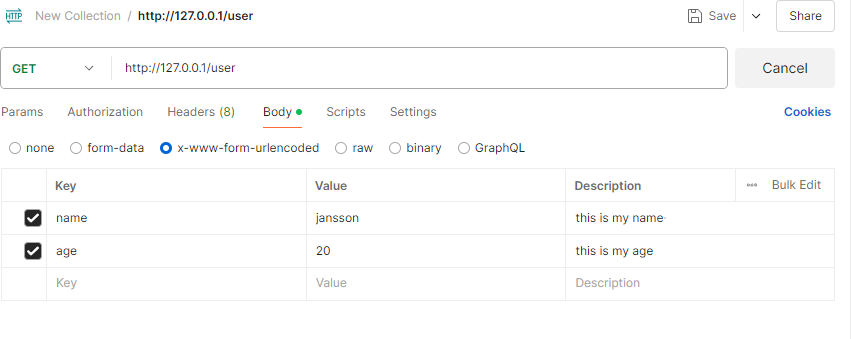 HTTP New Collection / http://127.0.0.1/user Save Share
GET http://127.0.0.1/user Cancel
Params Authorization Headers (8) Body Scripts Settings Cookies
none form-data x-www-form-urlencoded raw binary GraphQL
Key Value Description Bulk Edit
name jansson this is my name
age 20 this is my age
Key Value Description